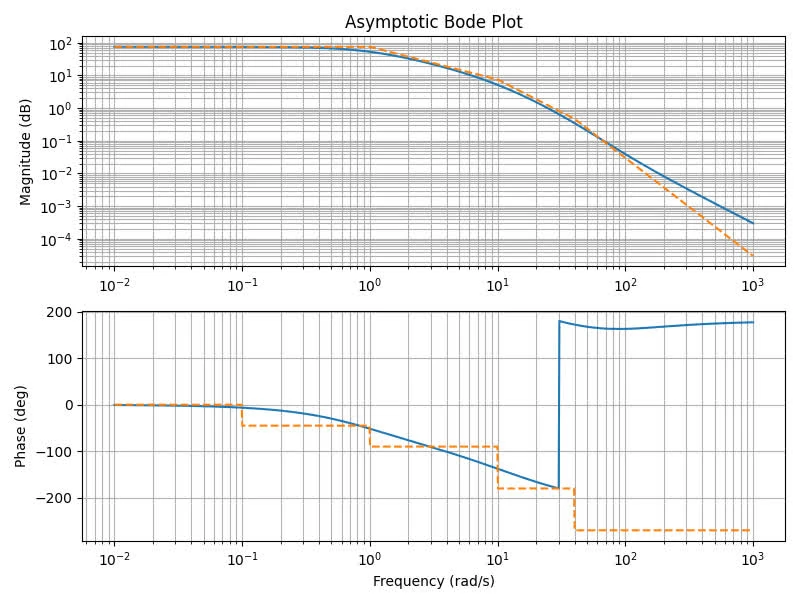 Asymptotic Bode Plot
Magnitude (dB)
10²
10¹
10⁰
10⁻¹
10⁻²
10⁻³
10⁻⁴
10⁻² 10⁻¹ 10⁰ 10¹ 10² 10³
Phase (deg)
200
100
0
−100
−200
10⁻² 10⁻¹ 10⁰ 10¹ 10² 10³
Frequency (rad/s)